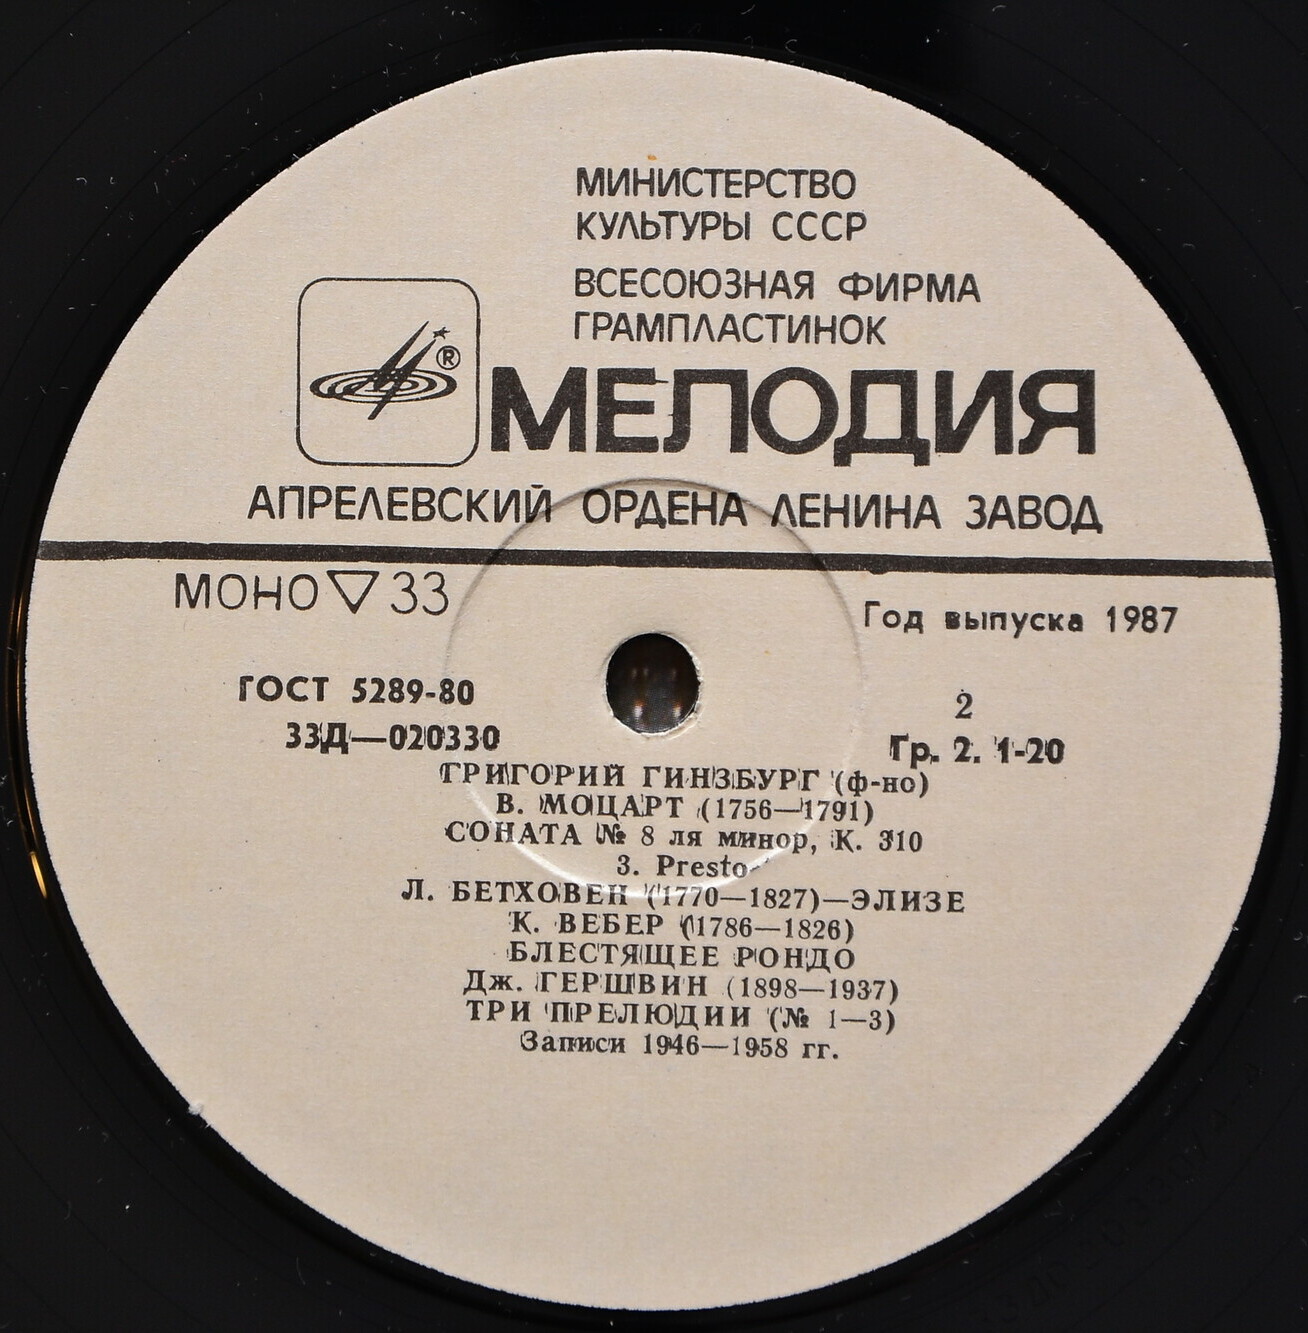 МИНИСТЕРСТВО
КУЛЬТУРЫ СССР
ВСЕСОЮЗНАЯ ФИРМА
ГРАМПЛАСТИНОК
®
МЕЛОДИЯ
АПРЕЛЕВСКИЙ ОРДЕНА ЛЕНИНА ЗАВОД
МОНО ▽ 33
Год выпуска 1987
ГОСТ 5289-80
2
33Д—020330
Гр. 2. 1-20
ГРИГОРИЙ ГИНЗБУРГ (ф-но)
В. МОЦАРТ (1756—1791)
СОНАТА № 8 ля минор, К. 310
3. Presto
Л. БЕТХОВЕН (1770—1827)—ЭЛИЗЕ
К. ВЕБЕР (1786—1826)
БЛЕСТЯЩЕЕ РОНДО
Дж. ГЕРШВИН (1898—1937)
ТРИ ПРЕЛЮДИИ (№ 1—3)
Записи 1946—1958 гг.